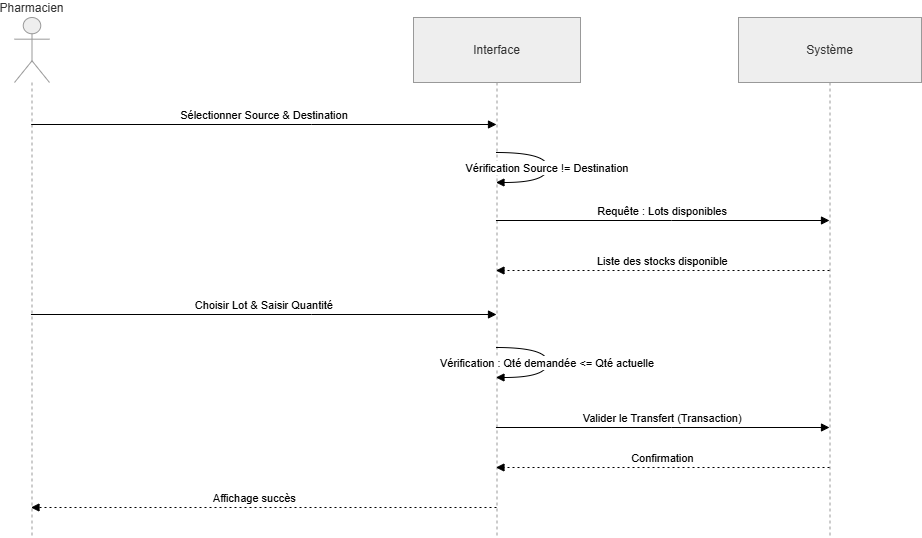 Pharmacien
Interface
Système
Sélectionner Source & Destination
Vérification Source != Destination
Requête : Lots disponibles
Liste des stocks disponible
Choisir Lot & Saisir Quantité
Vérification : Qté demandée <= Qté actuelle
Valider le Transfert (Transaction)
Confirmation
Affichage succès